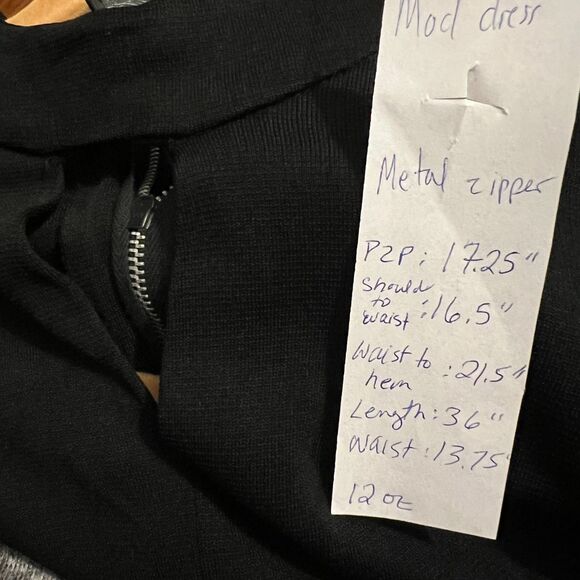 Mod dress
Metal zipper
P2P: 17.25"
Should
to
waist : 16.5"
Waist to
hem : 21.5"
Length: 36"
Waist: 13.75"
12 oz